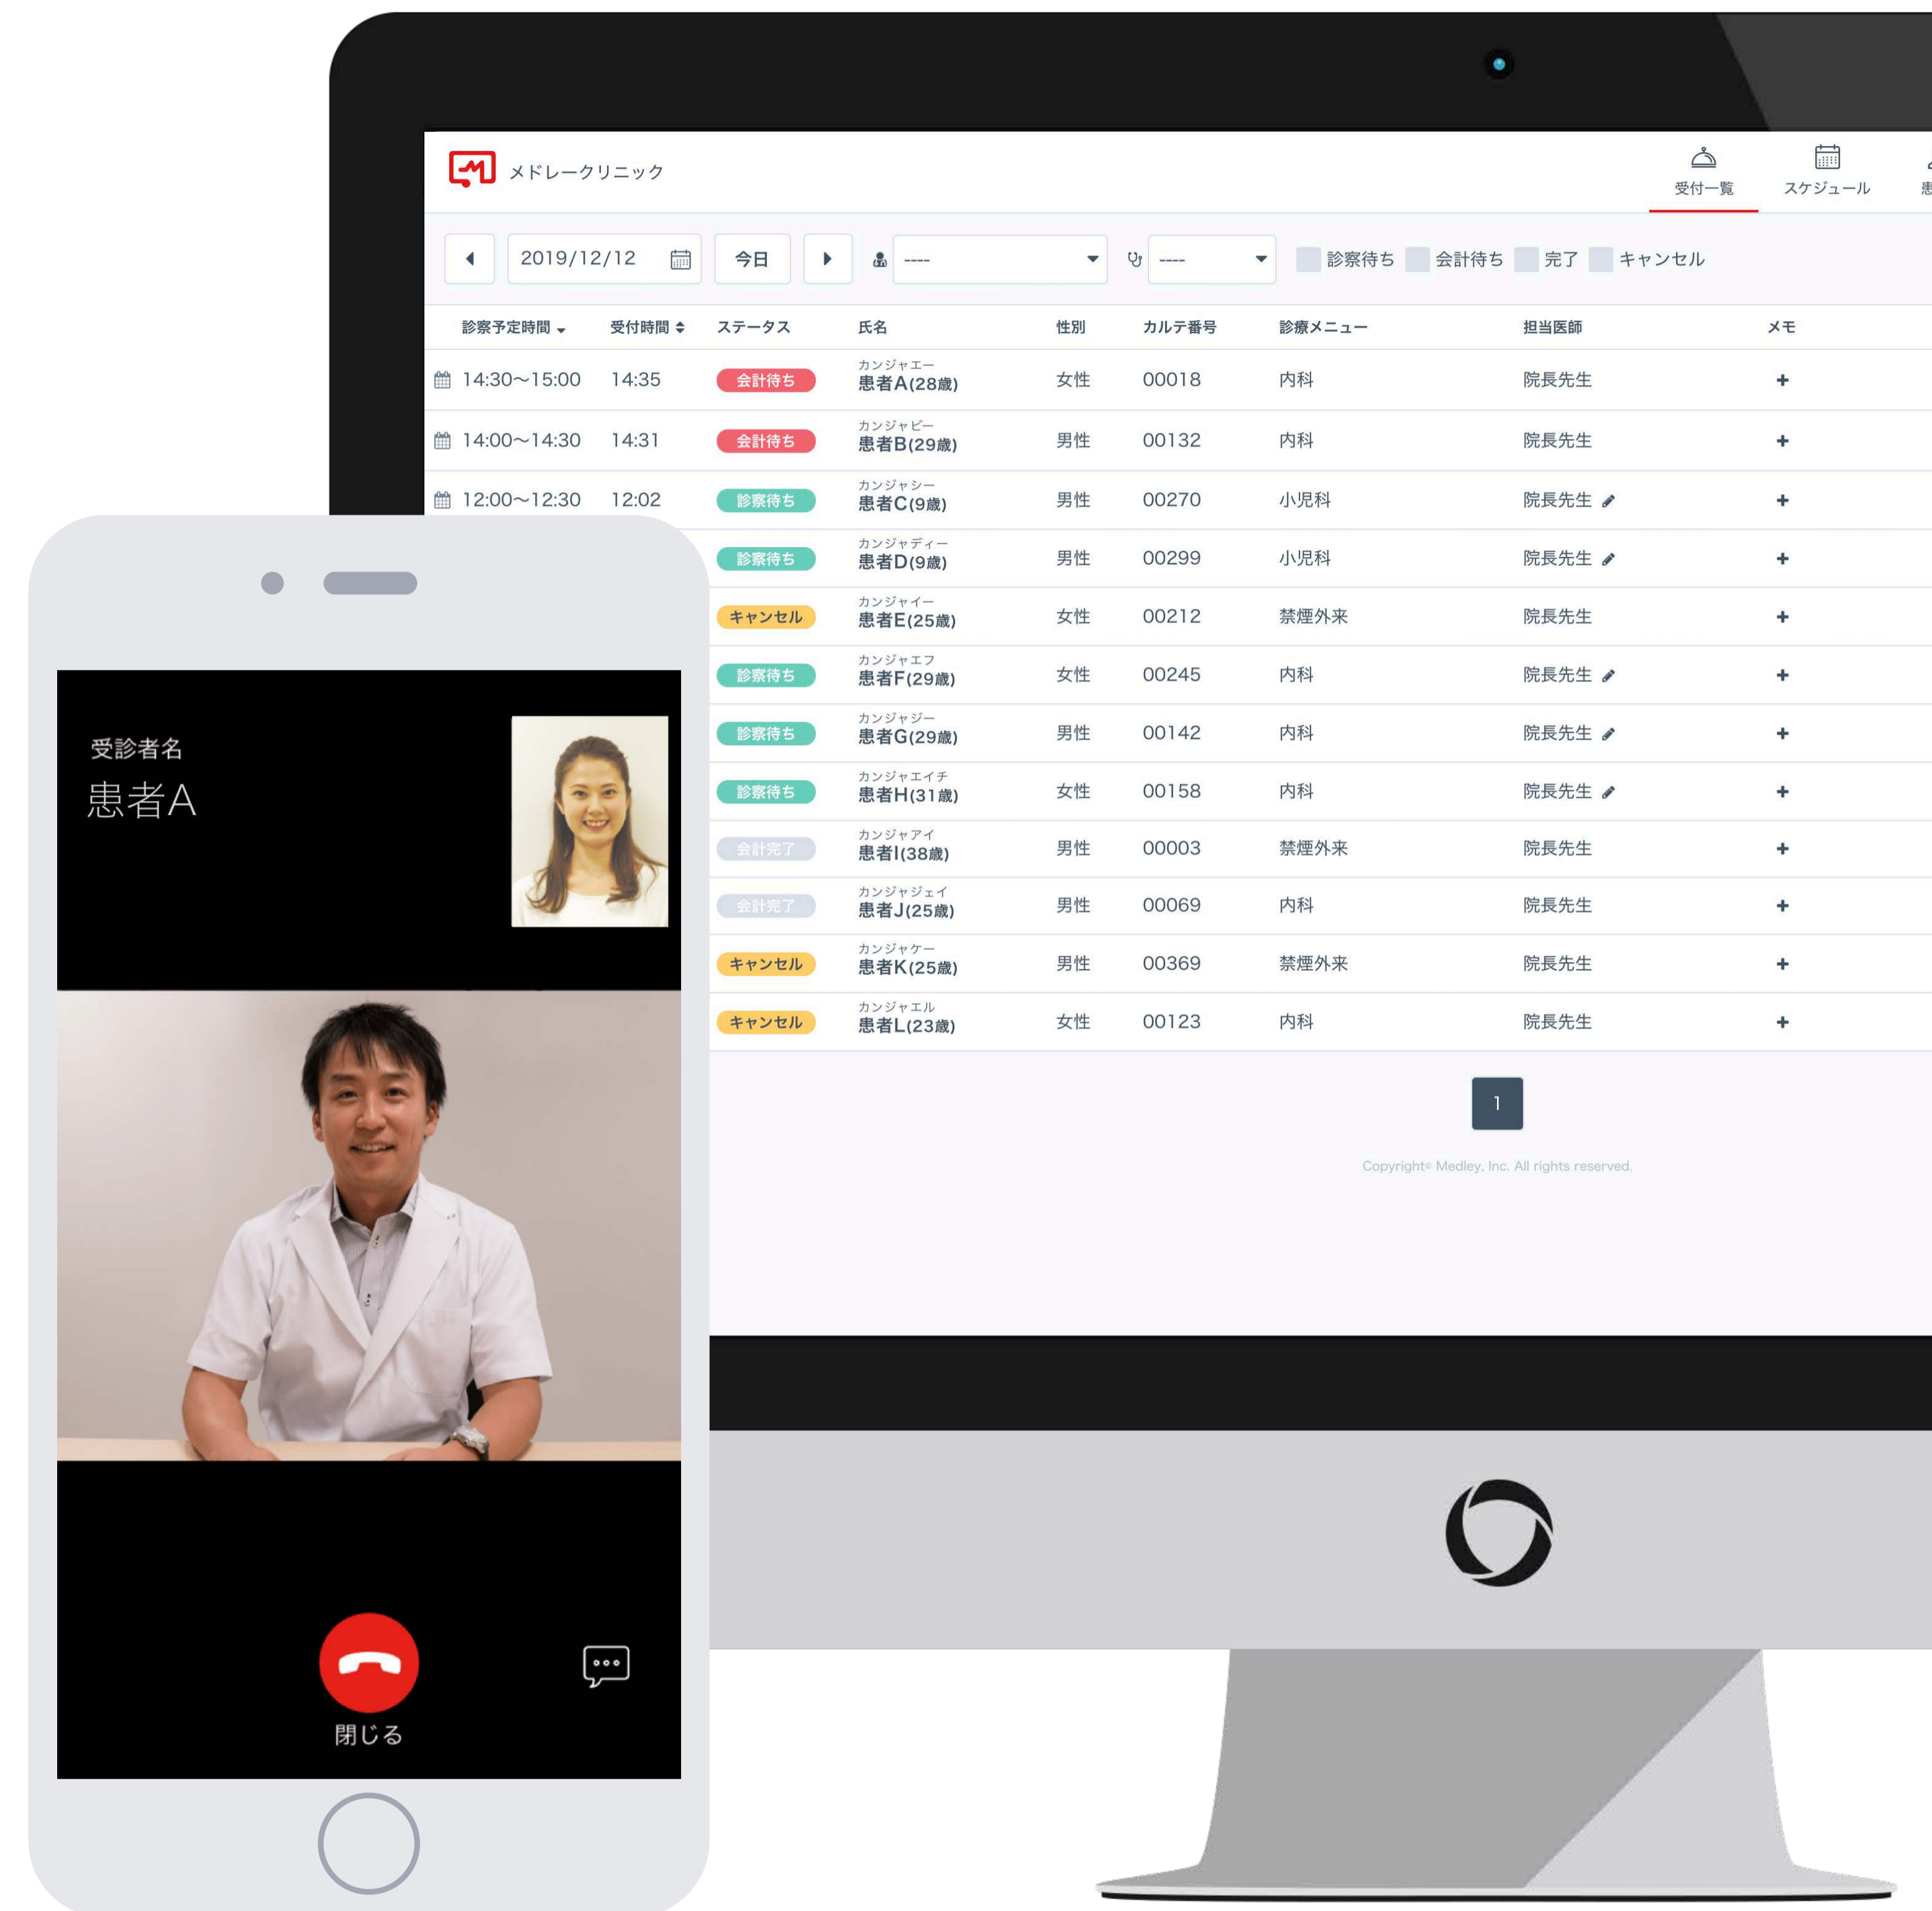 メドレークリニック
受付一覧 スケジュール
2019/12/12 今日 ---- ---- 診察待ち 会計待ち 完了 キャンセル
診察予定時間 受付時間 ステータス 氏名 性別 カルテ番号 診療メニュー 担当医師 メモ
カンジャエー
14:30〜15:00 14:35 会計待ち 患者A(28歳) 女性 00018 内科 院長先生
カンジャビー
14:00〜14:30 14:31 会計待ち 患者B(29歳) 男性 00132 内科 院長先生
カンジャシー
12:00〜12:30 12:02 診察待ち 患者C(9歳) 男性 00270 小児科 院長先生
カンジャディー
診察待ち 患者D(9歳) 男性 00299 小児科 院長先生
カンジャイー
キャンセル 患者E(25歳) 女性 00212 禁煙外来 院長先生
カンジャエフ
診察待ち 患者F(29歳) 女性 00245 内科 院長先生
カンジャジー
診察待ち 患者G(29歳) 男性 00142 内科 院長先生
カンジャエイチ
診察待ち 患者H(31歳) 女性 00158 内科 院長先生
カンジャアイ
会計完了 患者I(38歳) 男性 00003 禁煙外来 院長先生
カンジャジェイ
会計完了 患者J(25歳) 男性 00069 内科 院長先生
カンジャケー
キャンセル 患者K(25歳) 男性 00369 禁煙外来 院長先生
カンジャエル
キャンセル 患者L(23歳) 女性 00123 内科 院長先生
1
Copyright© Medley, Inc. All rights reserved.
受診者名
患者A
閉じる